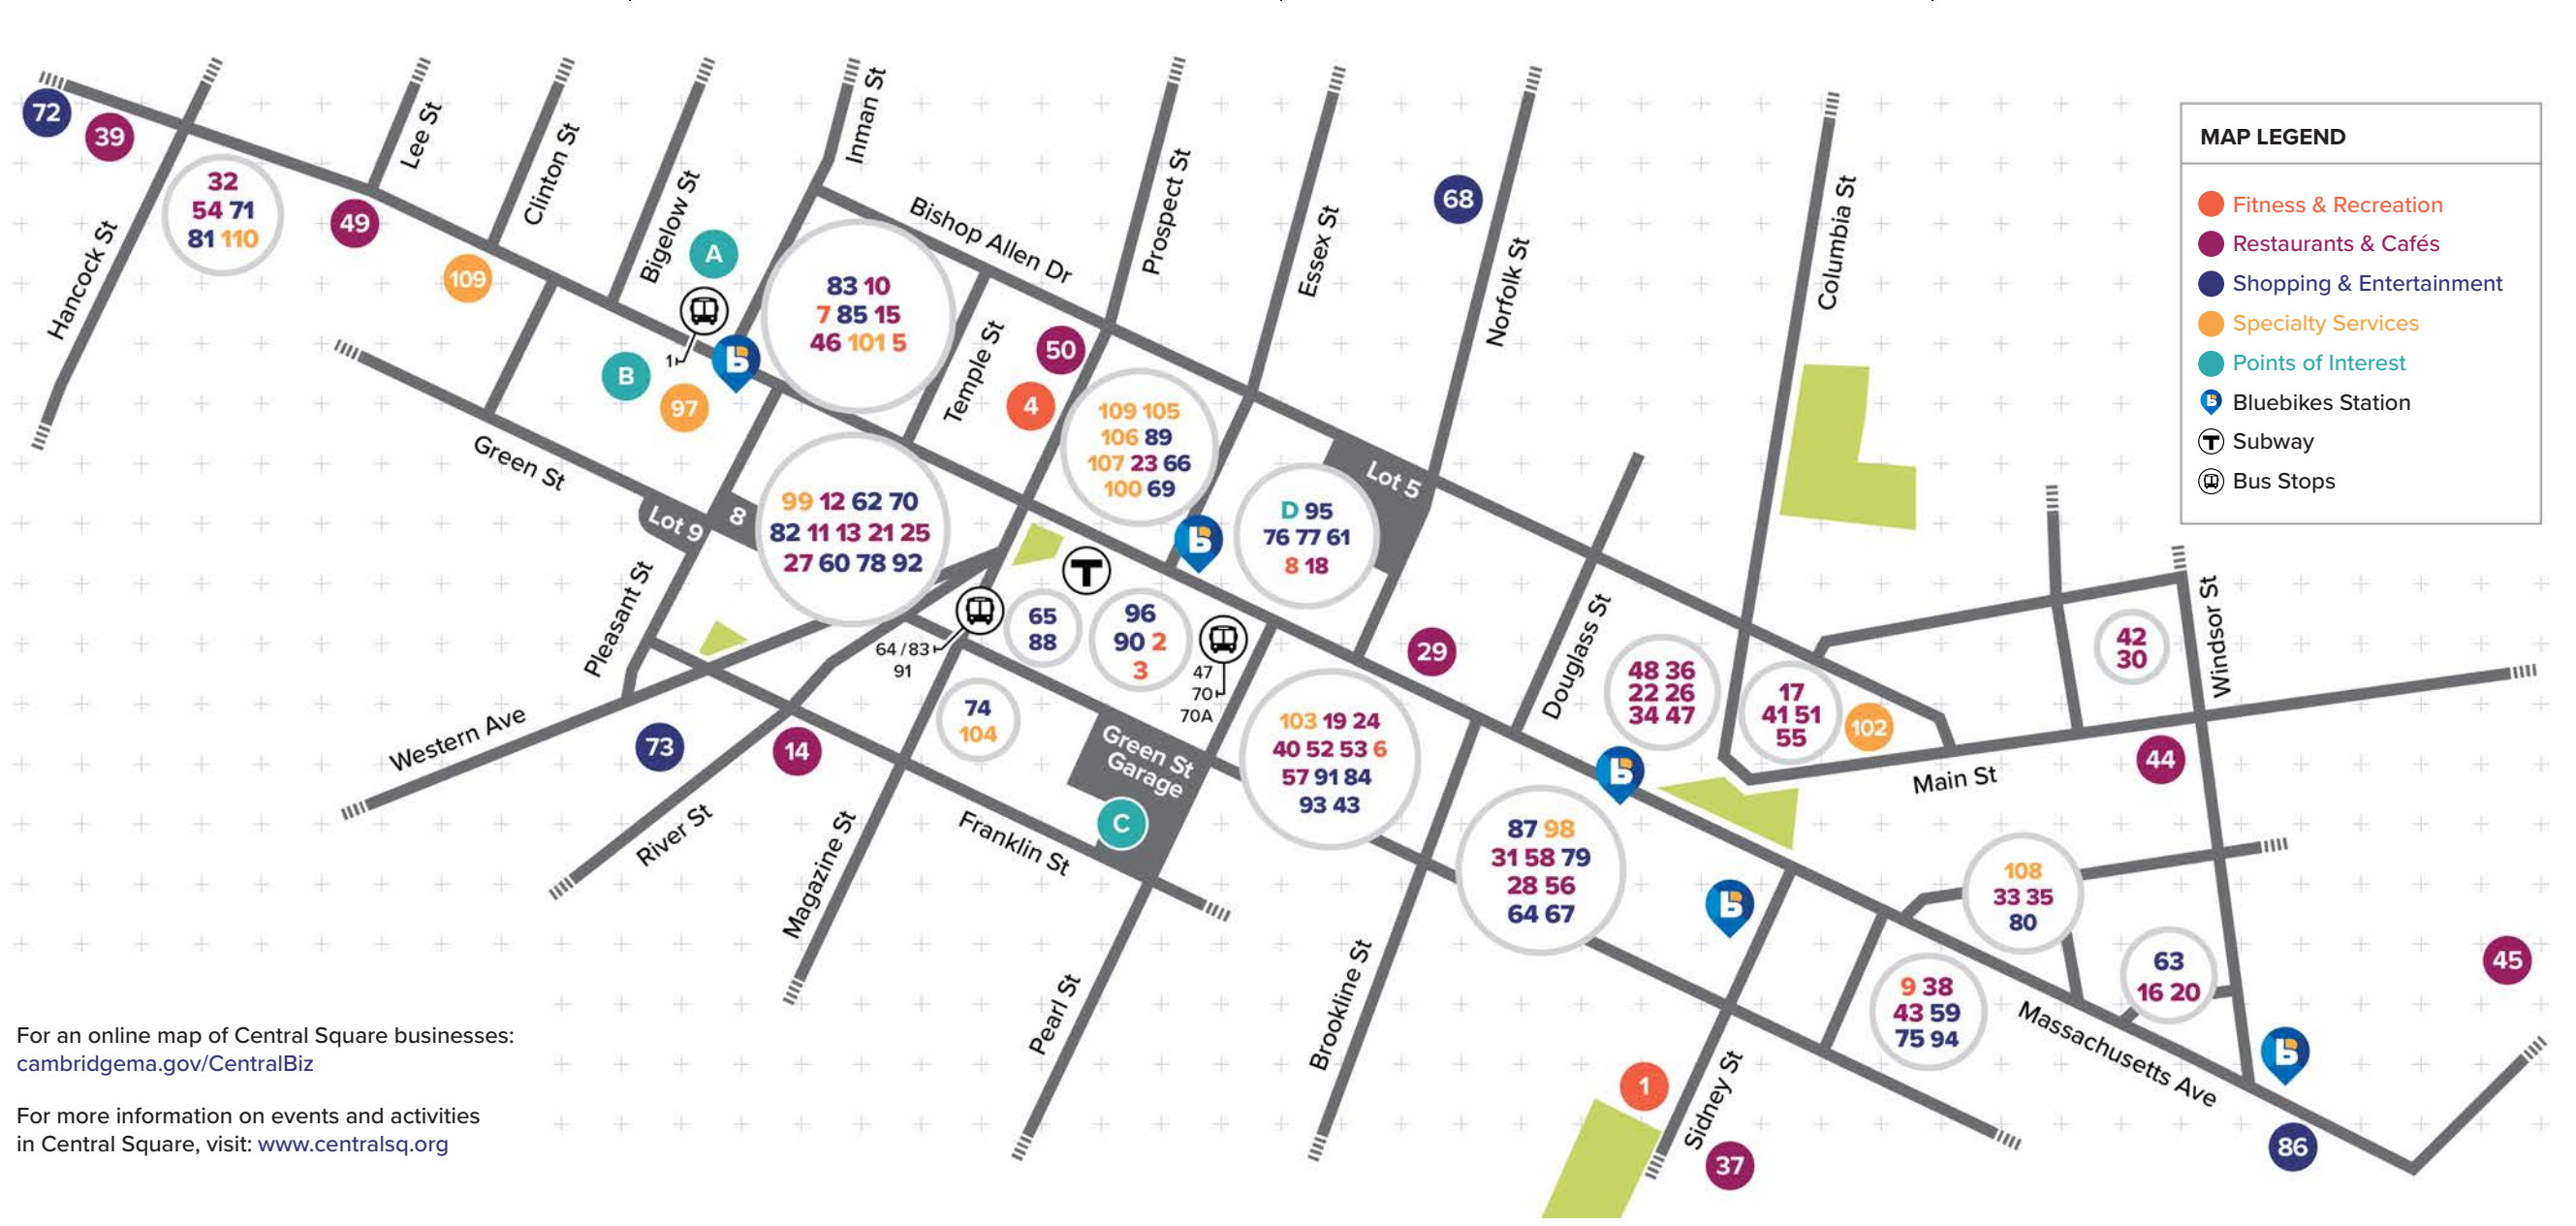 72
39
32
54 71
81 110
Hancock St
Lee St
49
Clinton St
109
Bigelow St
A
1
B
97
Inman St
Bishop Allen Dr
83 10
7 85 15
46 101 5
Temple St
50
4
Prospect St
109 105
106 89
107 23 66
100 69
Essex St
68
Norfolk St
D 95
76 77 61
8 18
Lot 5
Columbia St
MAP LEGEND
Fitness & Recreation
Restaurants & Cafés
Shopping & Entertainment
Specialty Services
Points of Interest
Bluebikes Station
T Subway
Bus Stops
Green St
Lot 9
8
99 12 62 70
82 11 13 21 25
27 60 78 92
Pleasant St
T
64 / 83
91
65
88
96
90 2
3
47
70
70A
29
Douglass St
48 36
22 26
34 47
17
41 51
55
102
42
30
Windsor St
Western Ave
73
14
River St
74
104
Magazine St
Franklin St
Green St
Garage
C
103 19 24
40 52 53 6
57 91 84
93 43
Main St
44
87 98
31 58 79
28 56
64 67
108
33 35
80
63
16 20
45
9 38
43 59
75 94
Massachusetts Ave
Pearl St
Brookline St
1
Sidney St
37
86
For an online map of Central Square businesses:
cambridgema.gov/CentralBiz
For more information on events and activities
in Central Square, visit: www.centralsq.org